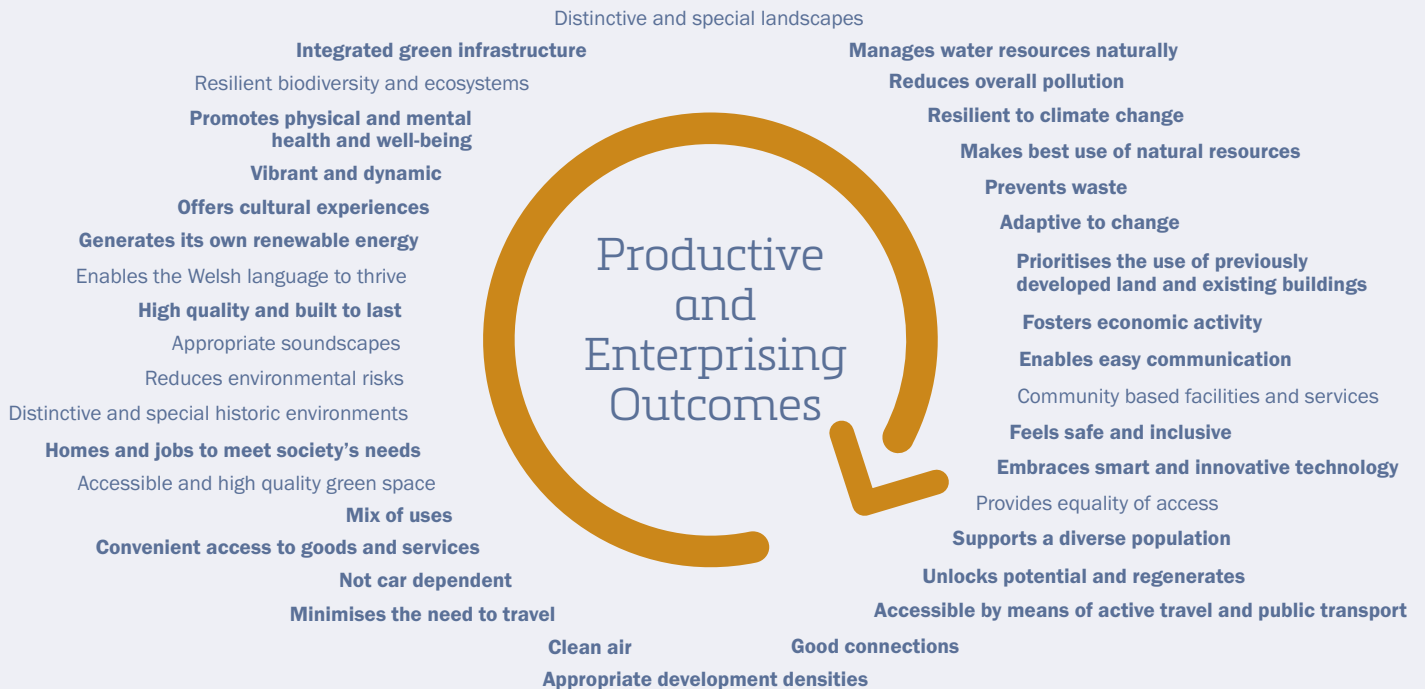 Distinctive and special landscapes
Integrated green infrastructure
Resilient biodiversity and ecosystems
Promotes physical and mental
health and well-being
Vibrant and dynamic
Offers cultural experiences
Generates its own renewable energy
Enables the Welsh language to thrive
High quality and built to last
Appropriate soundscapes
Reduces environmental risks
Distinctive and special historic environments
Homes and jobs to meet society’s needs
Accessible and high quality green space
Mix of uses
Convenient access to goods and services
Not car dependent
Minimises the need to travel
Clean air
Appropriate development densities
Productive
and
Enterprising
Outcomes
Manages water resources naturally
Reduces overall pollution
Resilient to climate change
Makes best use of natural resources
Prevents waste
Adaptive to change
Prioritises the use of previously
developed land and existing buildings
Fosters economic activity
Enables easy communication
Community based facilities and services
Feels safe and inclusive
Embraces smart and innovative technology
Provides equality of access
Supports a diverse population
Unlocks potential and regenerates
Accessible by means of active travel and public transport
Good connections